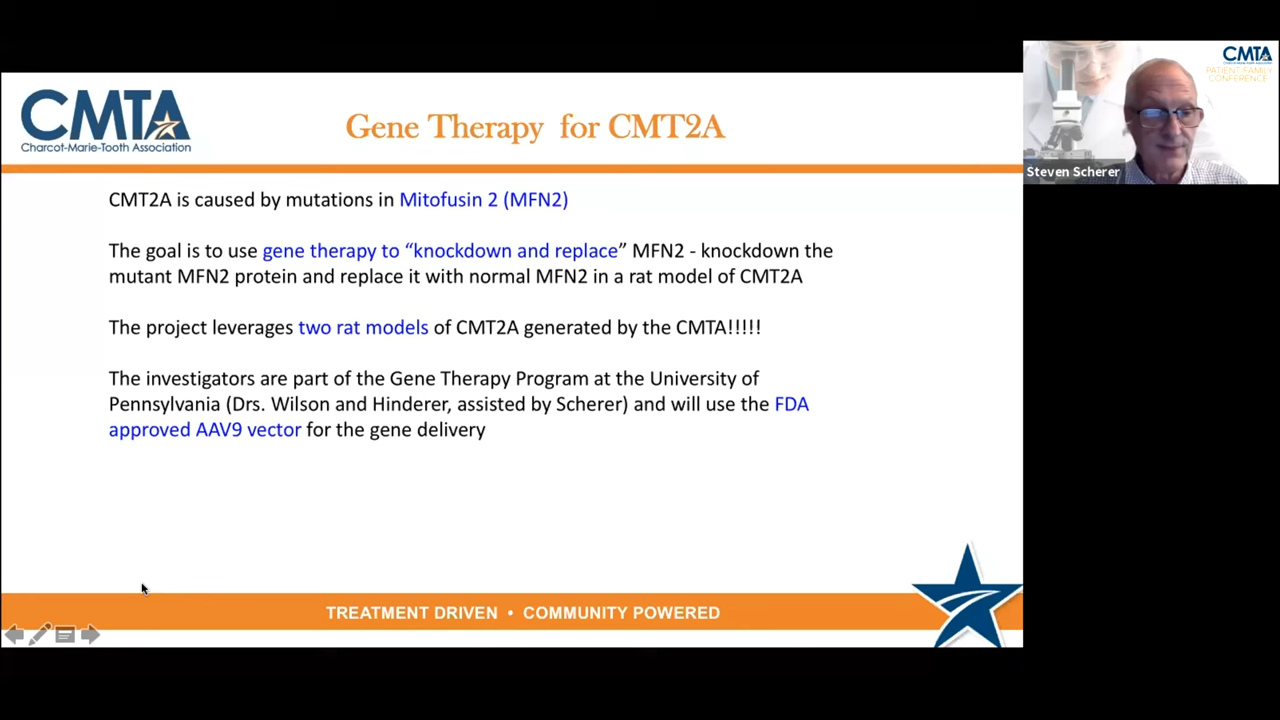 CMTA
Charcot-Marie-Tooth Association
Gene Therapy for CMT2A
CMT2A is caused by mutations in Mitofusin 2 (MFN2)
The goal is to use gene therapy to “knockdown and replace” MFN2 - knockdown the
mutant MFN2 protein and replace it with normal MFN2 in a rat model of CMT2A
The project leverages two rat models of CMT2A generated by the CMTA!!!!!
The investigators are part of the Gene Therapy Program at the University of
Pennsylvania (Drs. Wilson and Hinderer, assisted by Scherer) and will use the FDA
approved AAV9 vector for the gene delivery
TREATMENT DRIVEN • COMMUNITY POWERED
CMTA
Charcot-Marie-Tooth Association
PATIENT/FAMILY
CONFERENCE
Steven Scherer